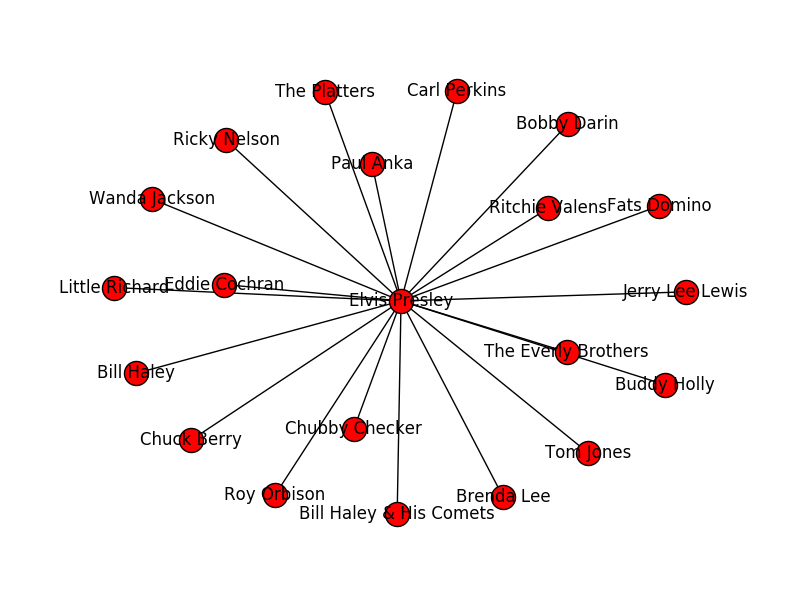 The Platters
Carl Perkins
Bobby Darin
Ricky Nelson
Paul Anka
Wanda Jackson
Ritchie Valens
Fats Domino
Little Richard
Eddie Cochran
Elvis Presley
Jerry Lee Lewis
The Everly Brothers
Bill Haley
Buddy Holly
Chubby Checker
Chuck Berry
Tom Jones
Roy Orbison
Brenda Lee
Bill Haley & His Comets